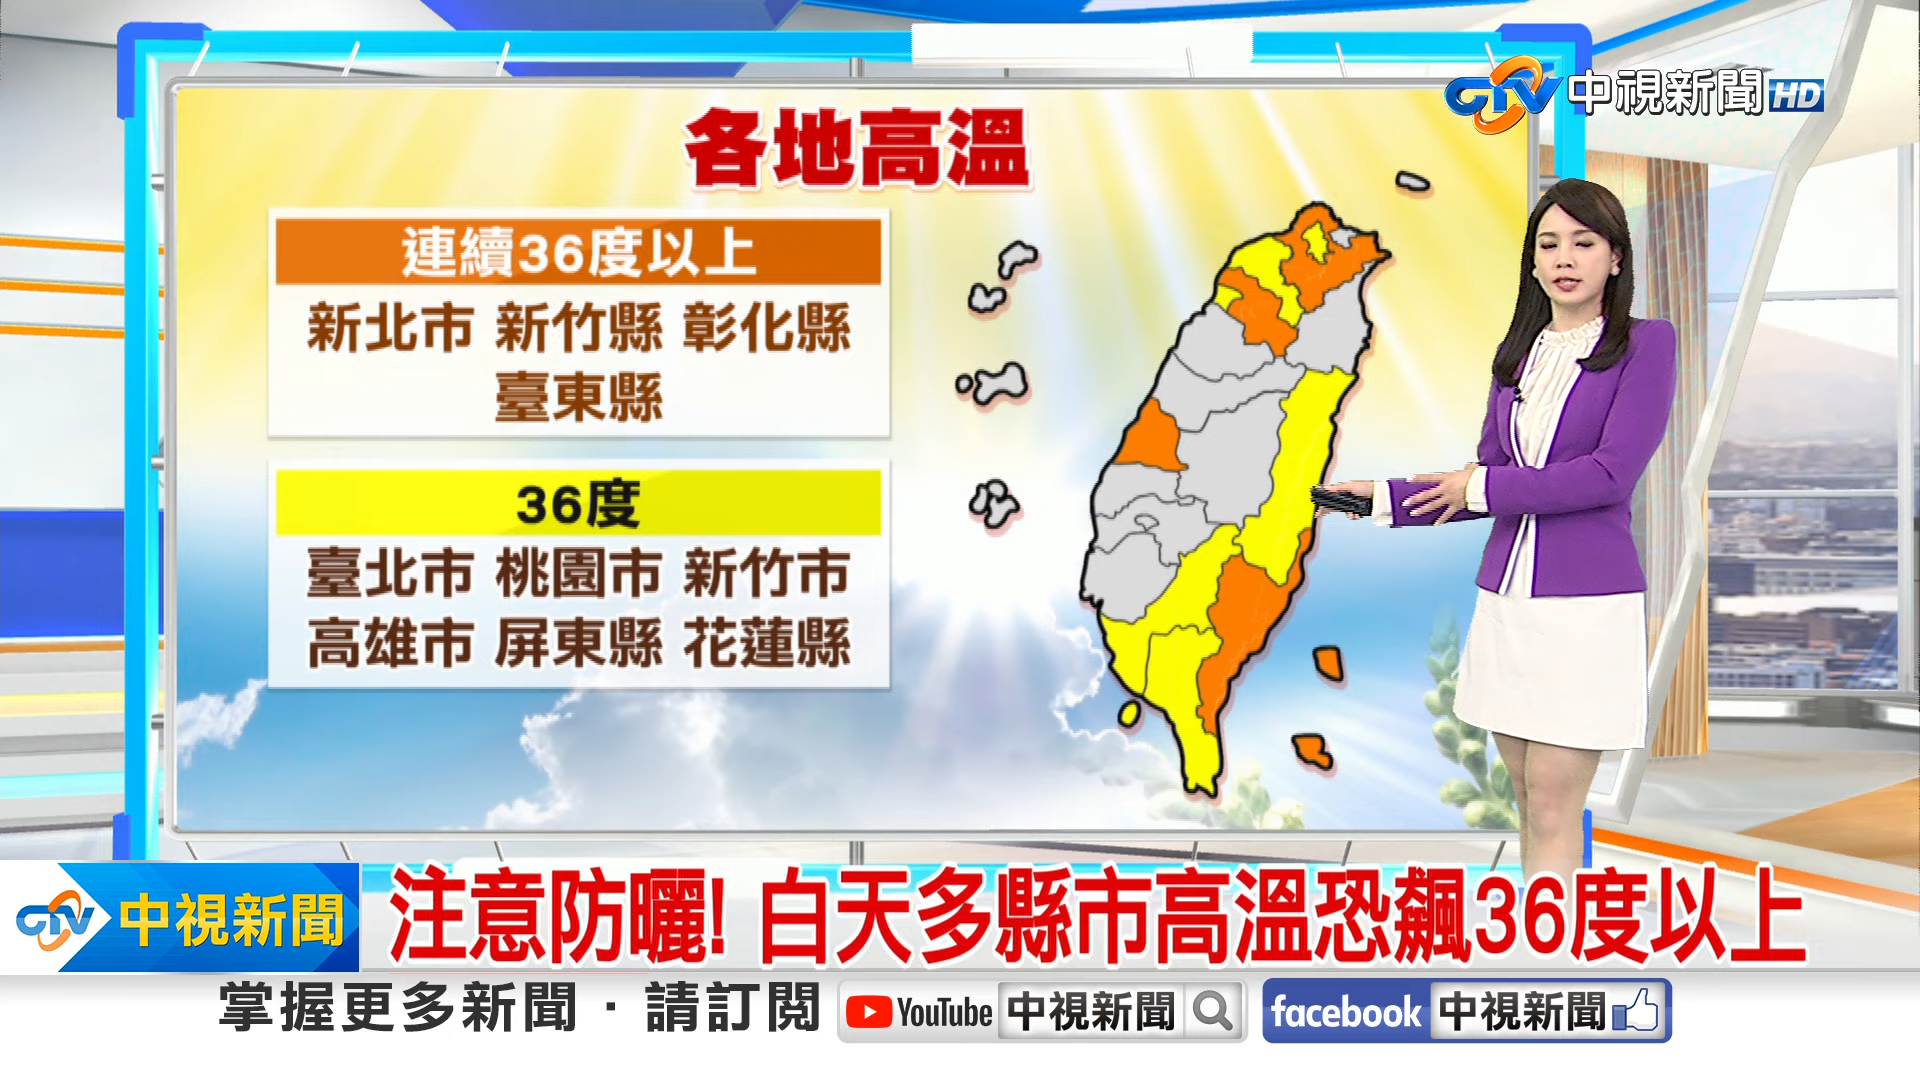 各地高溫
CTV 中視新聞 HD
連續36度以上
新北市 新竹縣 彰化縣
臺東縣
36度
臺北市 桃園市 新竹市
高雄市 屏東縣 花蓮縣
CTV 中視新聞
注意防曬! 白天多縣市高溫恐飆36度以上
掌握更多新聞‧請訂閱 YouTube 中視新聞 facebook 中視新聞